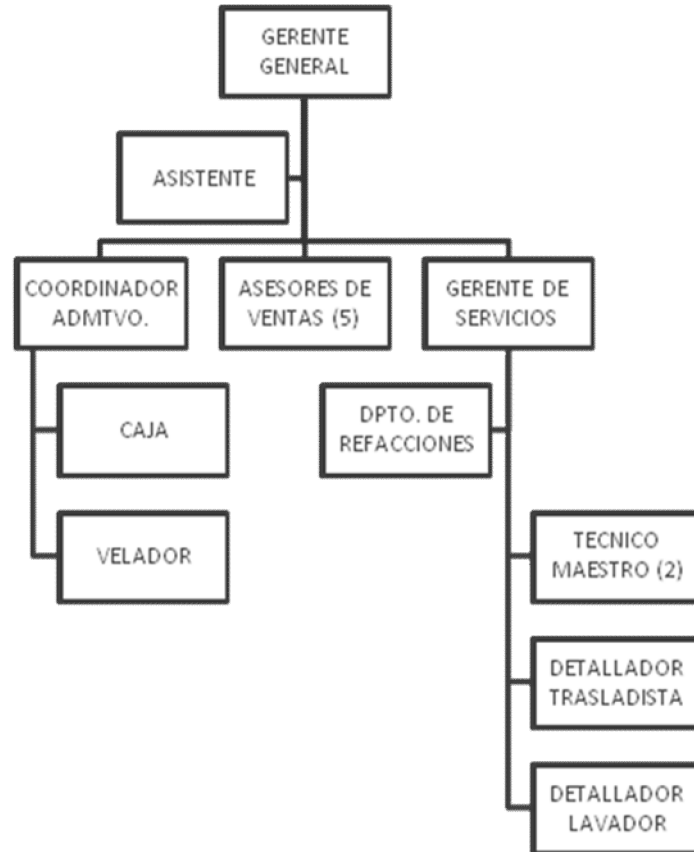 GERENTE
GENERAL
ASISTENTE
COORDINADOR
ADMTVO.
ASESORES DE
VENTAS (5)
GERENTE DE
SERVICIOS
CAJA
DPTO. DE
REFACCIONES
VELADOR
TECNICO
MAESTRO (2)
DETALLADOR
TRASLADISTA
DETALLADOR
LAVADOR